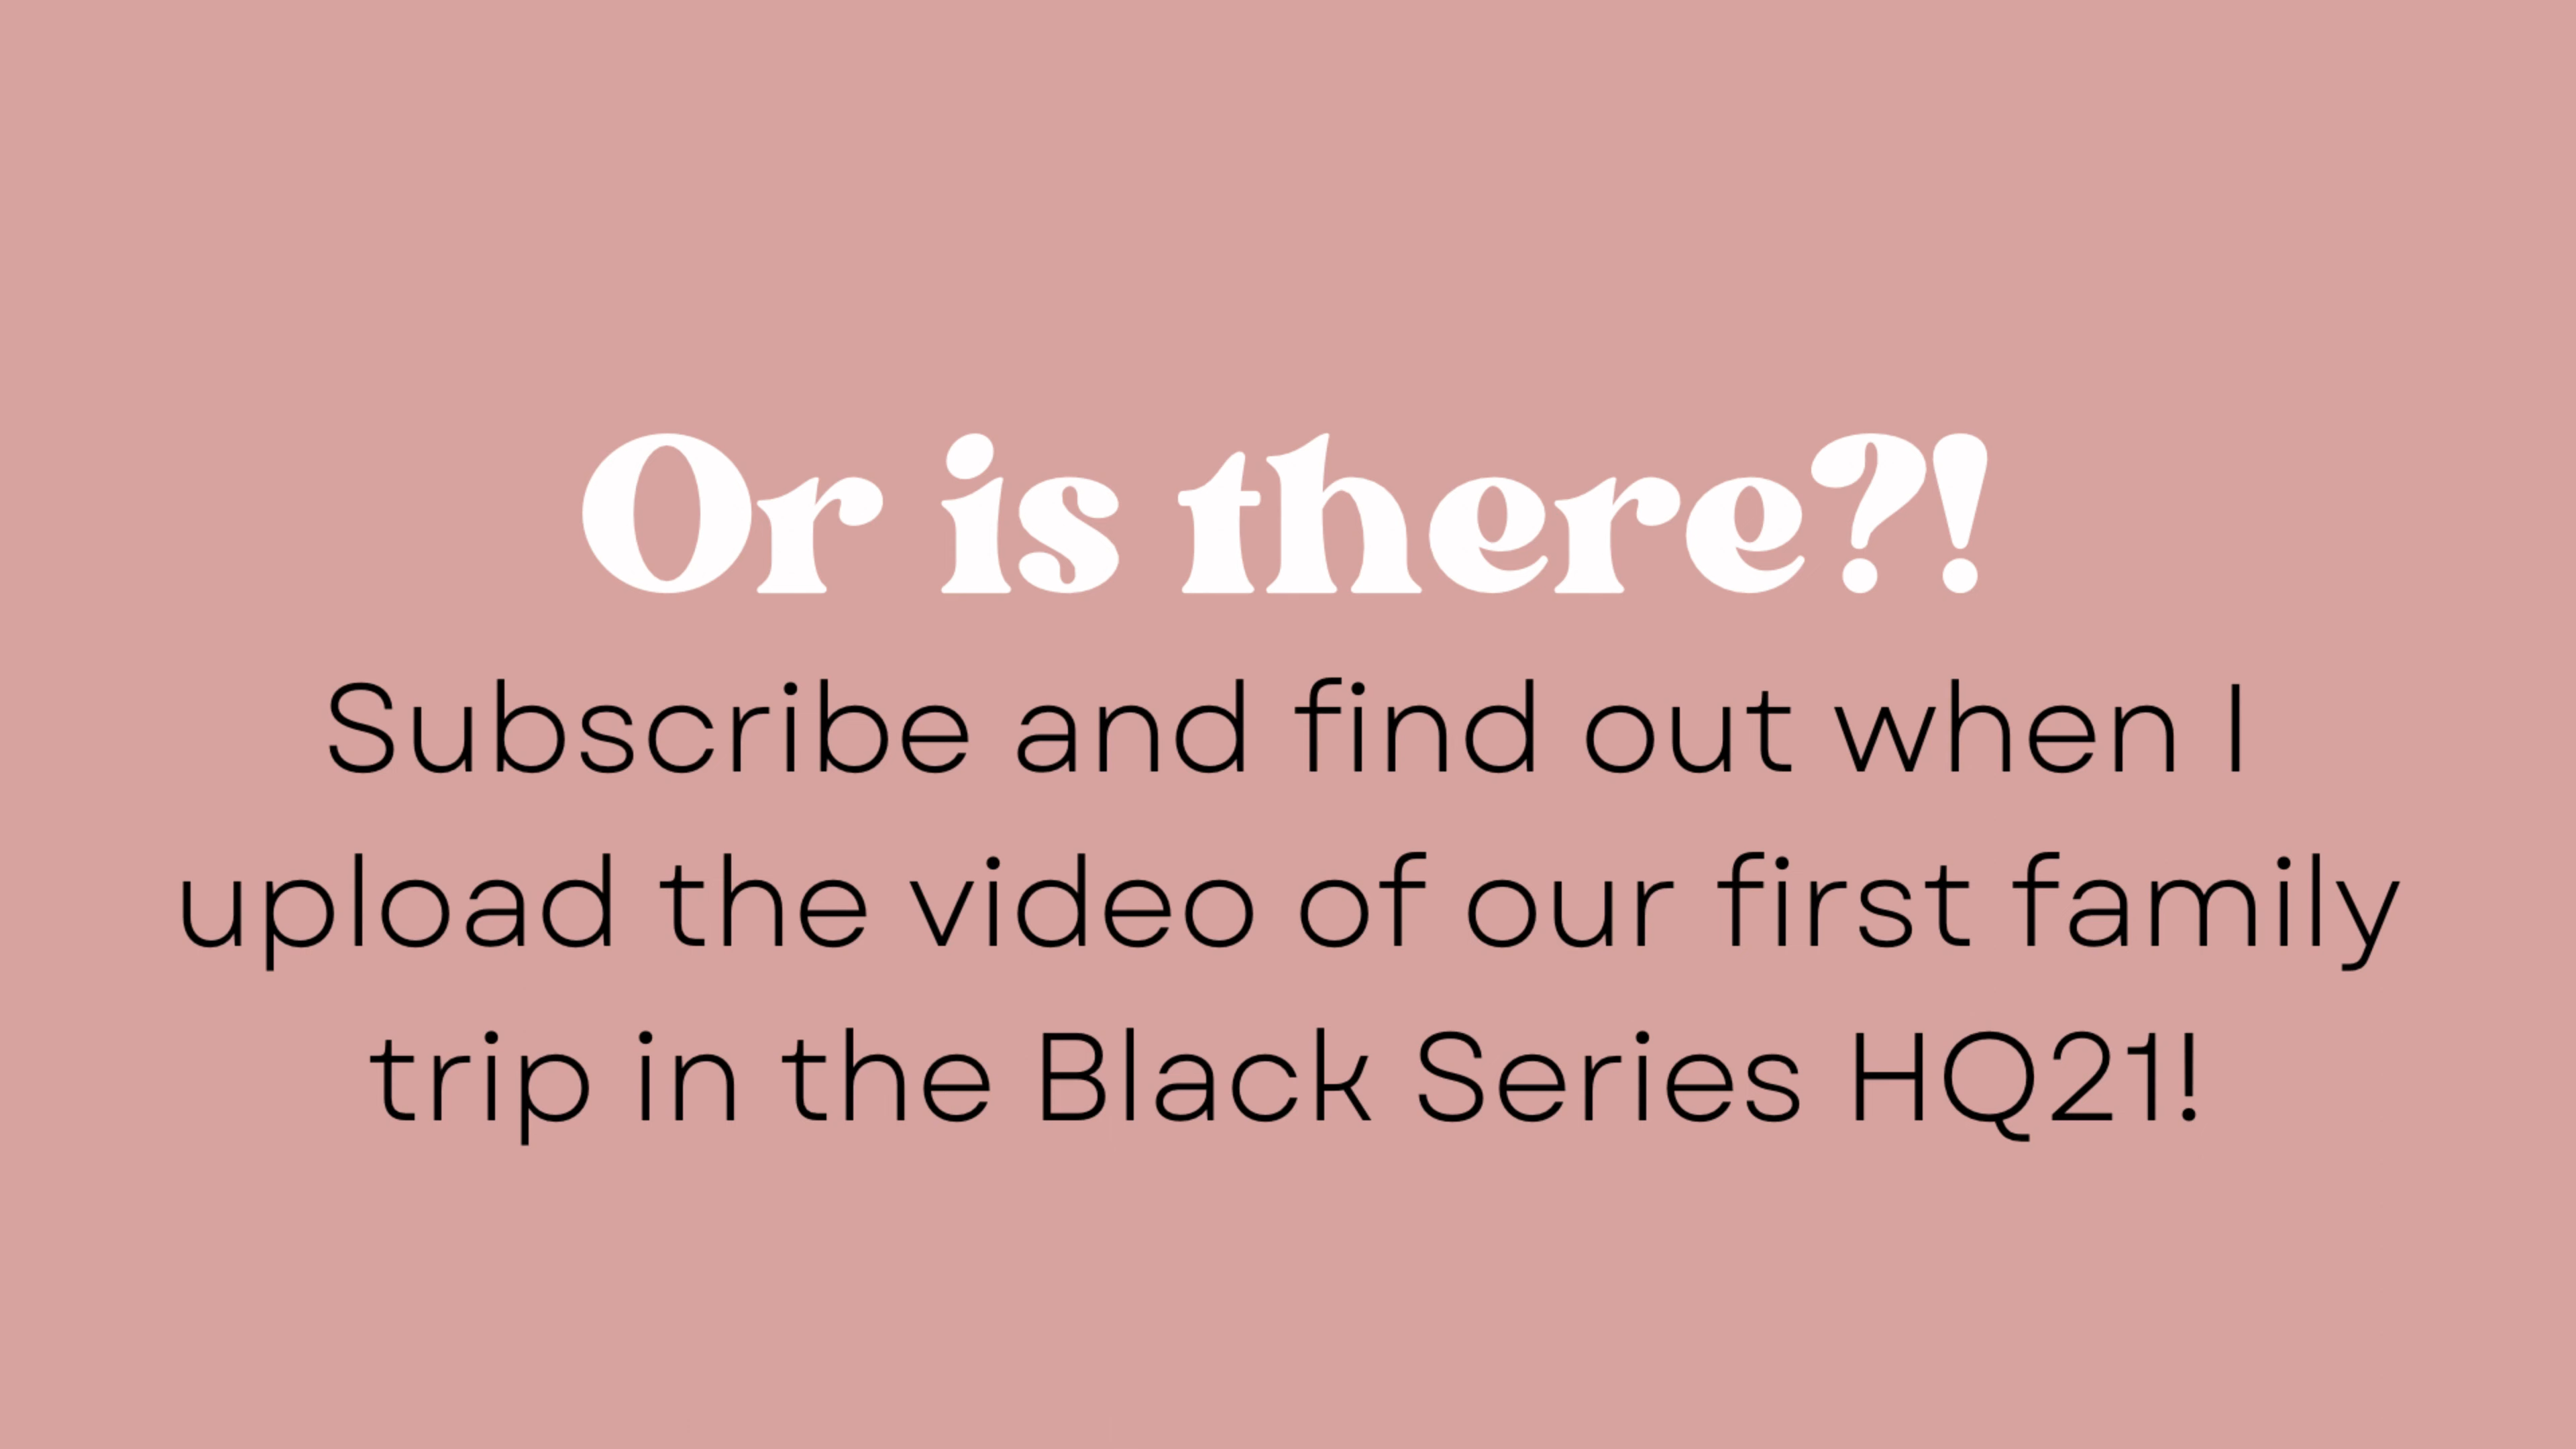 Or is there?!
Subscribe and find out when I
upload the video of our first family
trip in the Black Series HQ21!